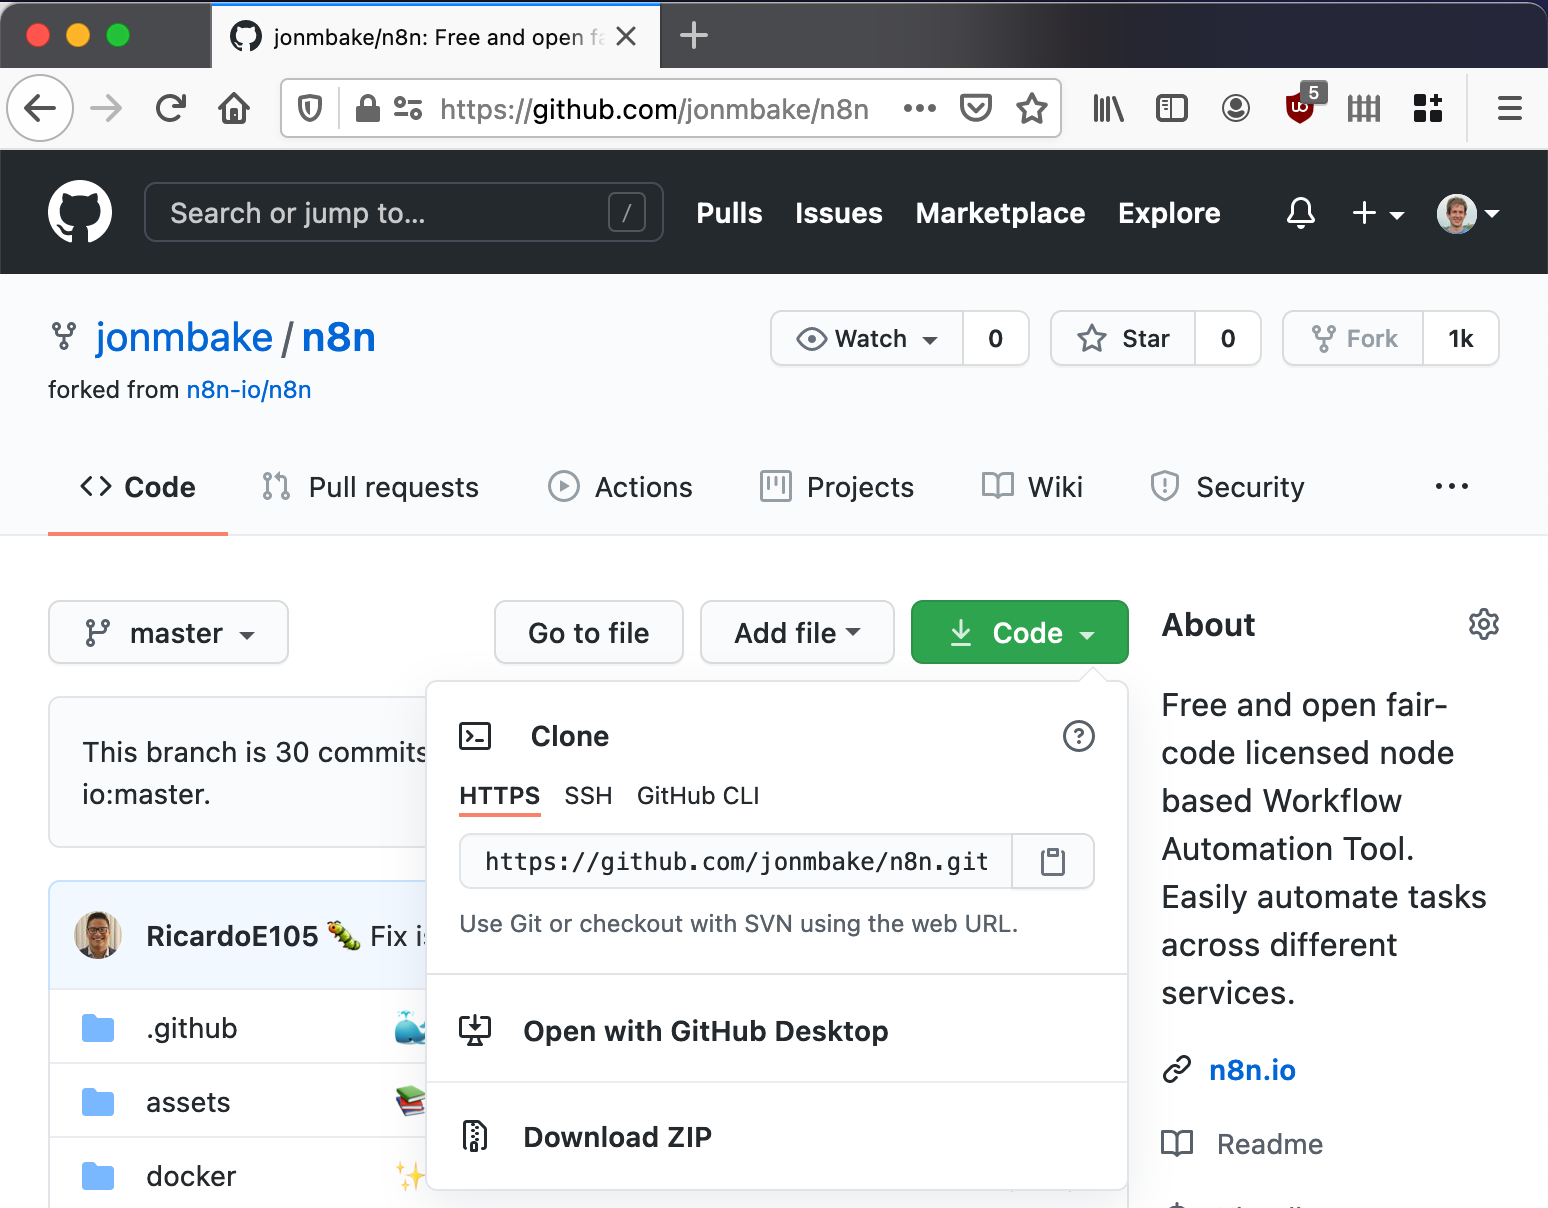 jonmbake/n8n: Free and open fa
https://github.com/jonmbake/n8n
5
Search or jump to... /
Pulls Issues Marketplace Explore
jonmbake / n8n
Watch 0 Star 0 Fork 1k
forked from n8n-io/n8n
Code Pull requests Actions Projects Wiki Security
master Go to file Add file Code
This branch is 30 commits
io:master.
RicardoE105 Fix is
.github
assets
docker
Clone
HTTPS SSH GitHub CLI
https://github.com/jonmbake/n8n.git
Use Git or checkout with SVN using the web URL.
Open with GitHub Desktop
Download ZIP
About
Free and open fair-
code licensed node
based Workflow
Automation Tool.
Easily automate tasks
across different
services.
n8n.io
Readme